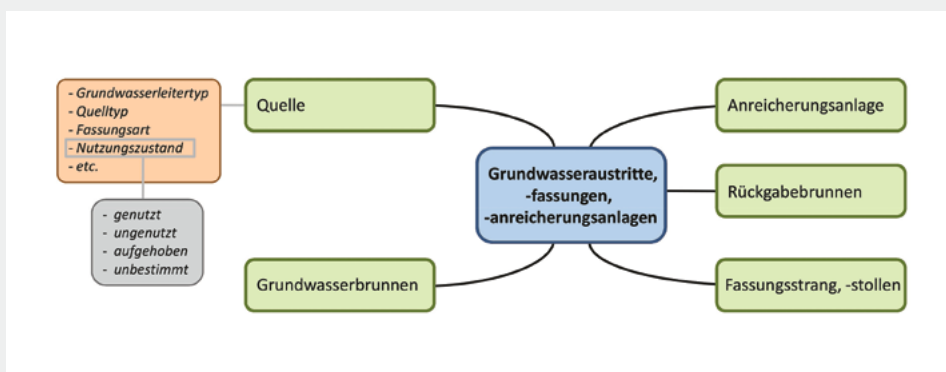 - Grundwasserleitertyp
- Quelltyp
- Fassungsart
- Nutzungszustand
- etc.
- genutzt
- ungenutzt
- aufgehoben
- unbestimmt
Quelle
Grundwasserbrunnen
Grundwasseraustritte,
-fassungen,
-anreicherungsanlagen
Anreicherungsanlage
Rückgabebrunnen
Fassungsstrang, -stollen